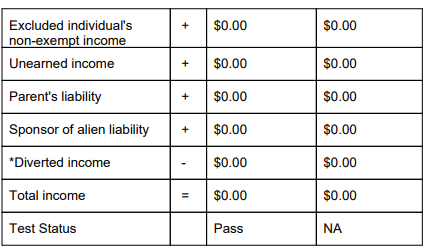 Excluded individual's + $0.00 $0.00
non-exempt income
Unearned income + $0.00 $0.00
Parent's liability + $0.00 $0.00
Sponsor of alien liability + $0.00 $0.00
*Diverted income - $0.00 $0.00
Total income = $0.00 $0.00
Test Status Pass NA